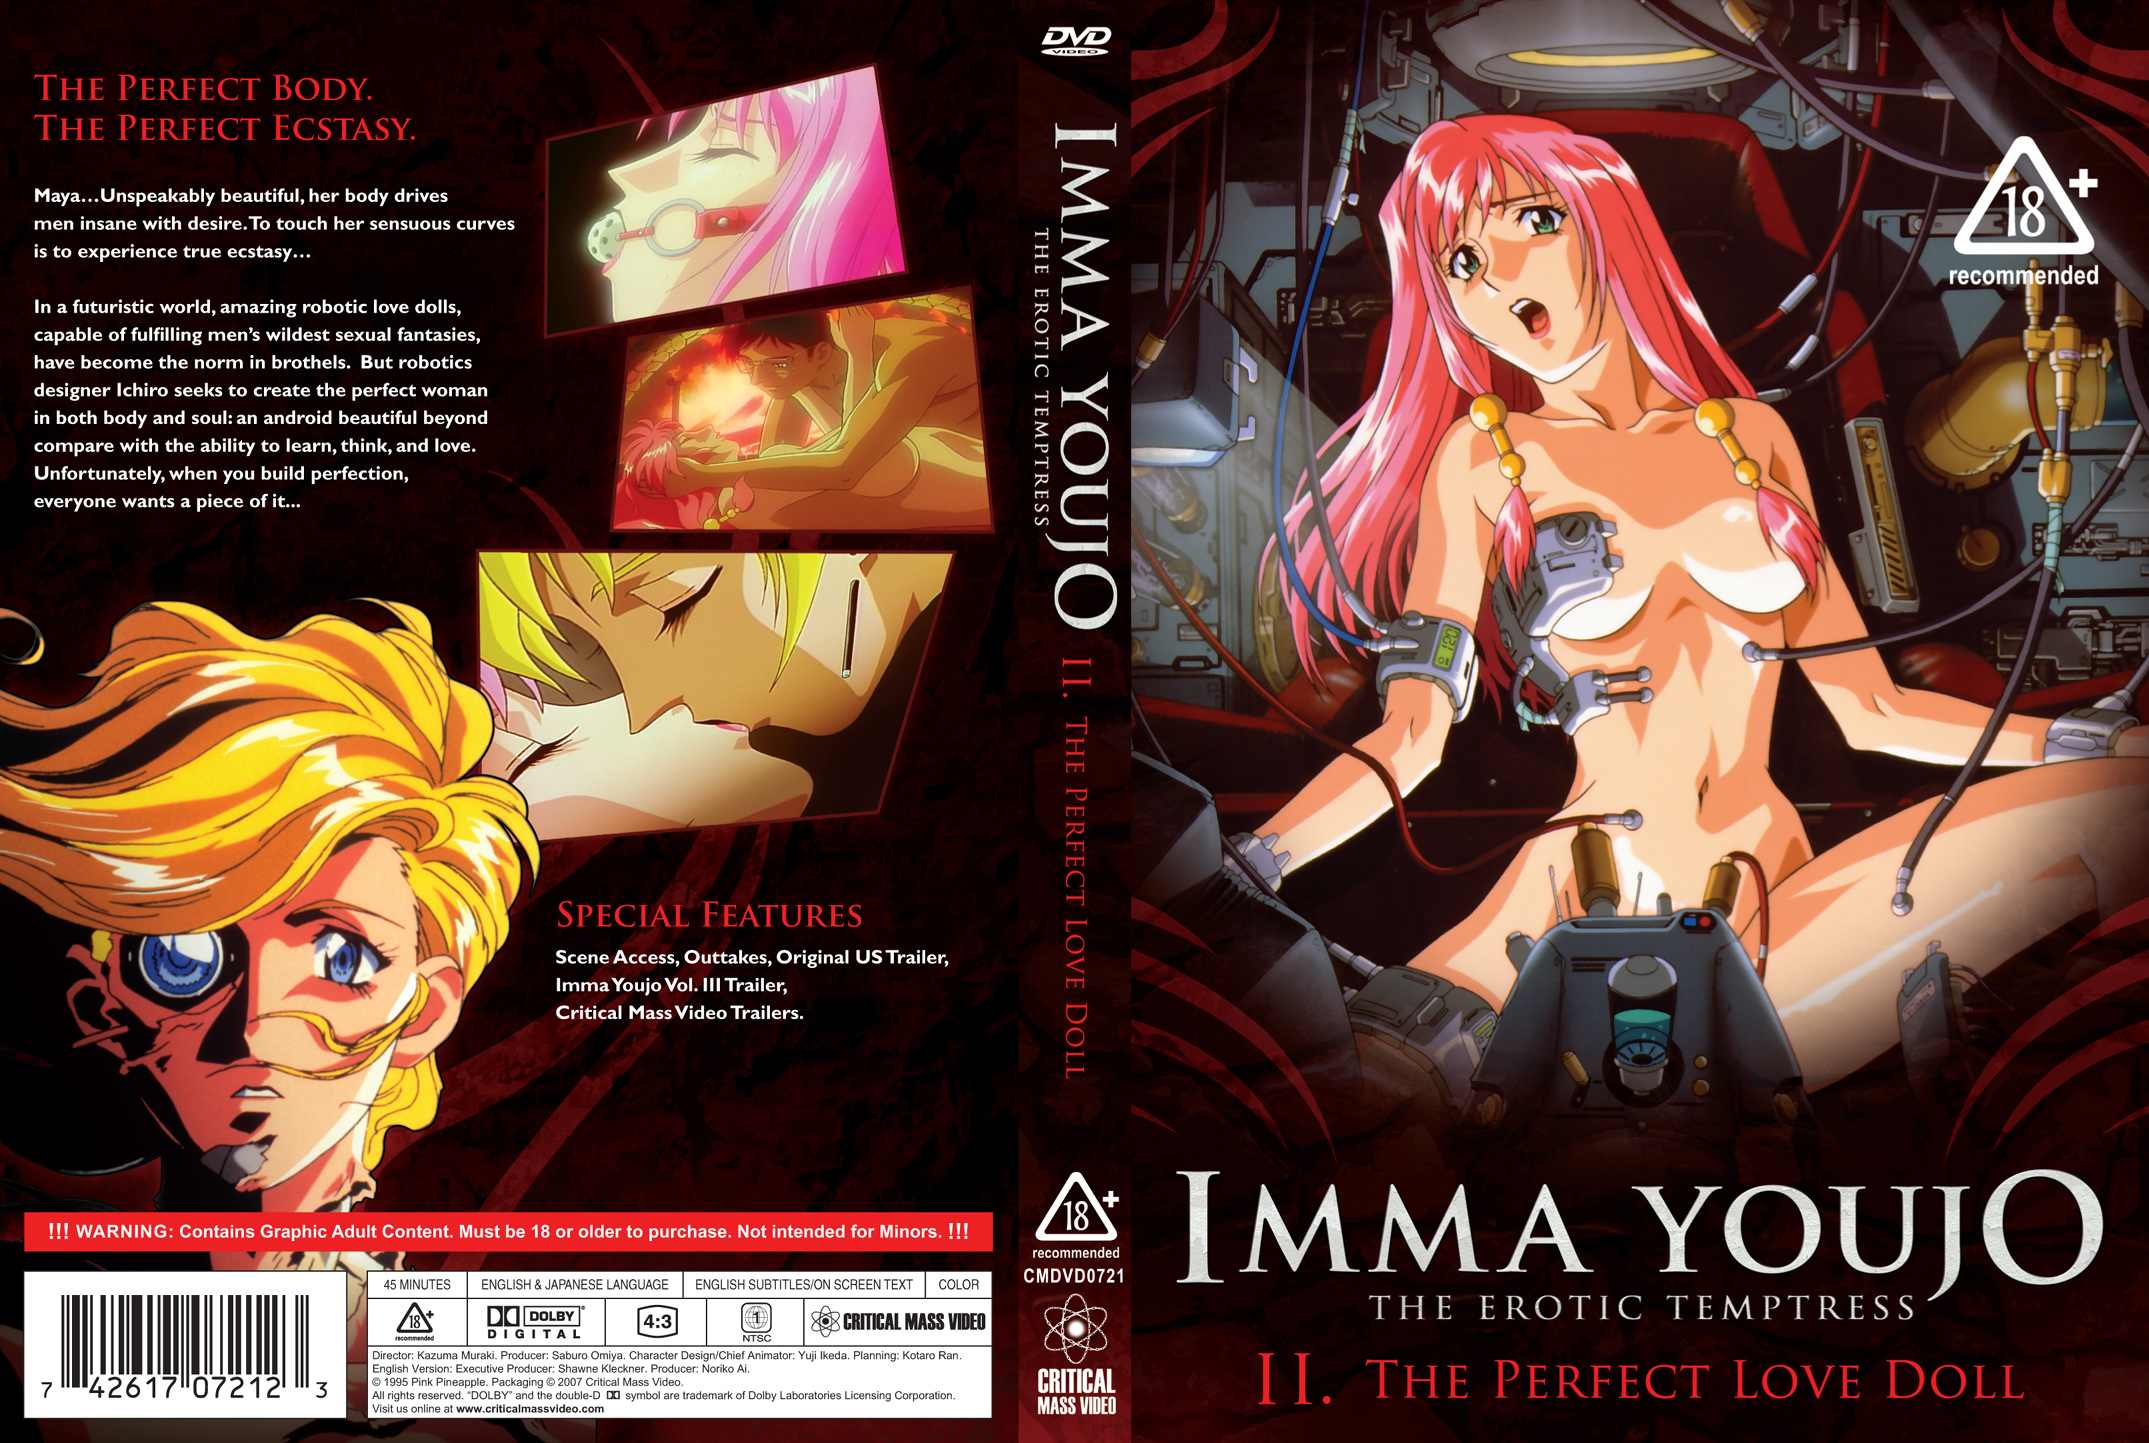 THE PERFECT BODY.
THE PERFECT ECSTASY.
Maya...Unspeakably beautiful, her body drives
men insane with desire. To touch her sensuous curves
is to experience true ecstasy...
In a futuristic world, amazing robotic love dolls,
capable of fulfilling men's wildest sexual fantasies,
have become the norm in brothels. But robotics
designer Ichiro seeks to create the perfect woman
in both body and soul: an android beautiful beyond
compare with the ability to learn, think, and love.
Unfortunately, when you build perfection,
everyone wants a piece of it...
SPECIAL FEATURES
Scene Access, Outtakes, Original US Trailer,
Imma Youjo Vol. III Trailer,
Critical Mass Video Trailers.
!!! WARNING: Contains Graphic Adult Content. Must be 18 or older to purchase. Not intended for Minors. !!!
7 42617 07212 3
45 MINUTES ENGLISH & JAPANESE LANGUAGE ENGLISH SUBTITLES/ON SCREEN TEXT COLOR
18+ recommended DOLBY DIGITAL 4:3 1 NTSC CRITICAL MASS VIDEO
Director: Kazuma Muraki. Producer: Saburo Omiya. Character Design/Chief Animator: Yuji Ikeda. Planning: Kotaro Ran.
English Version: Executive Producer: Shawne Kleckner. Producer: Noriko Ai.
© 1995 Pink Pineapple. Packaging © 2007 Critical Mass Video.
All rights reserved. "DOLBY" and the double-D symbol are trademark of Dolby Laboratories Licensing Corporation.
Visit us online at www.criticalmassvideo.com
DVD
VIDEO
IMMA YOUJO
THE EROTIC TEMPTRESS
II. THE PERFECT LOVE DOLL
18+
recommended
CMDVD0721
CRITICAL
MASS VIDEO
18+
recommended
IMMA YOUJO
THE EROTIC TEMPTRESS
II. THE PERFECT LOVE DOLL